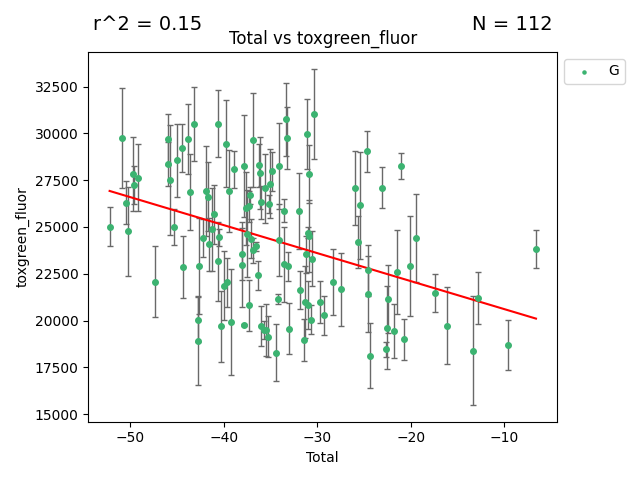 r^2 = 0.15 N = 112
Total vs toxgreen_fluor
G
32500
30000
27500
25000
22500
20000
17500
15000
toxgreen_fluor
−50 −40 −30 −20 −10
Total